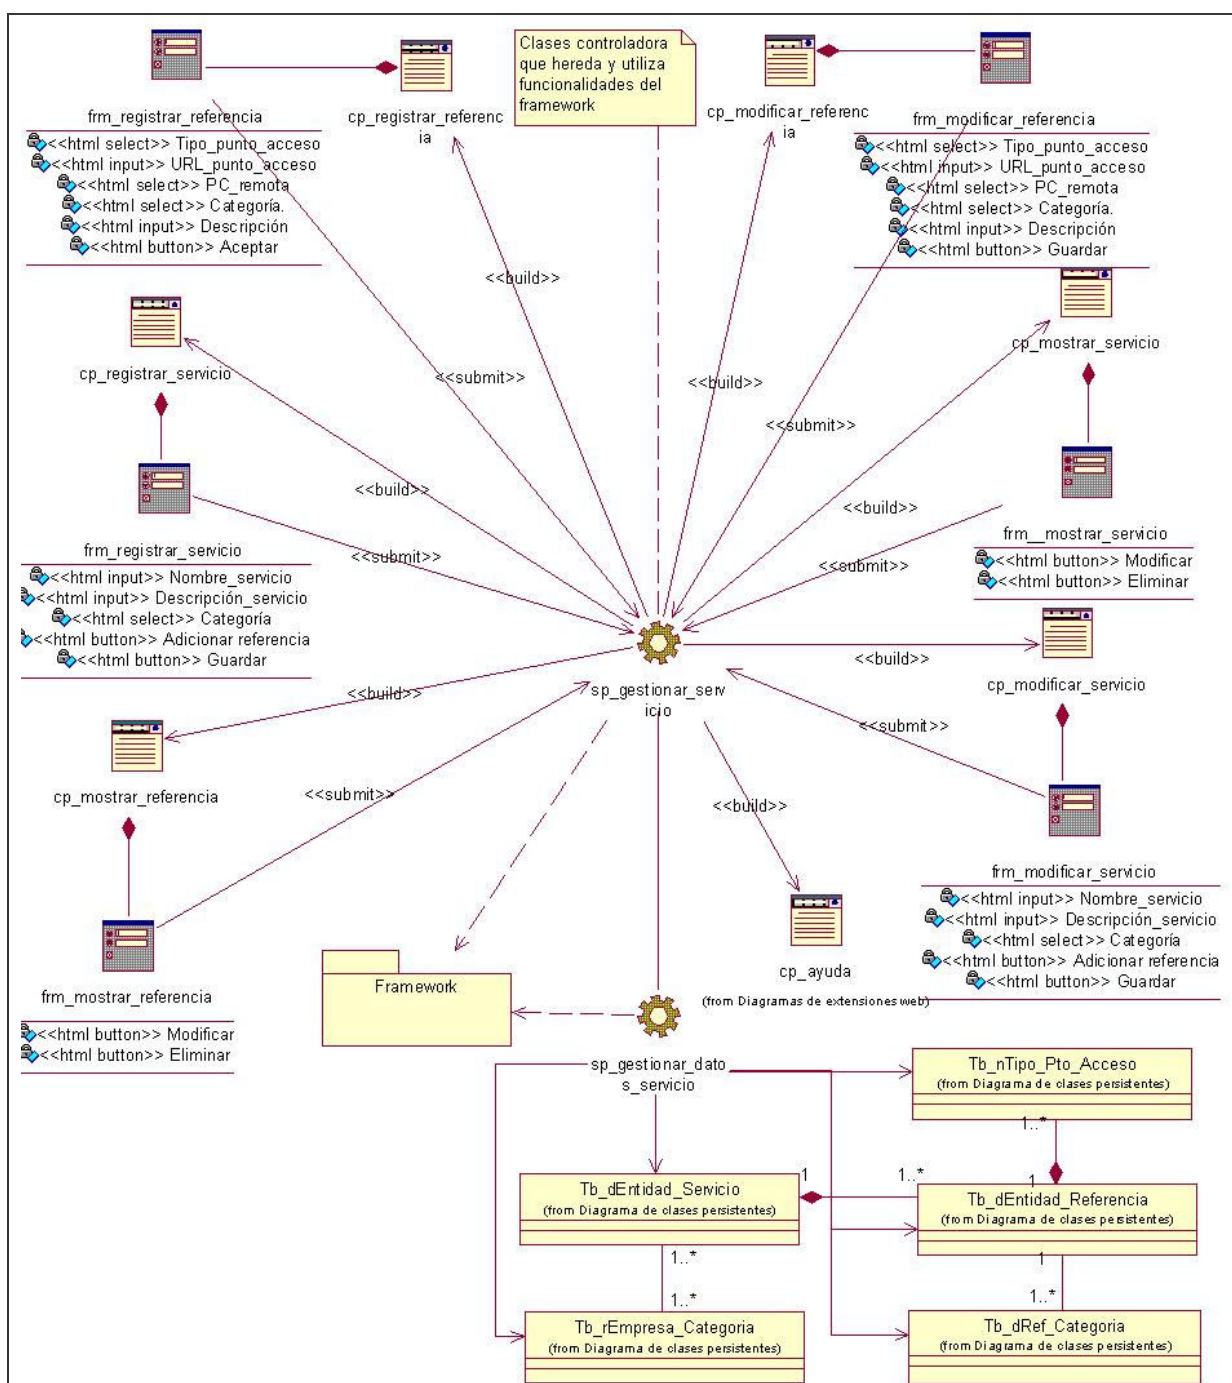 Clases controladora
que hereda y utiliza
funcionalidades del
framework
frm_registrar_referencia
<<html select>> Tipo_punto_acceso
<<html input>> URL_punto_acceso
<<html select>> PC_remota
<<html select>> Categoría.
<<html input>> Descripción
<<html button>> Aceptar
cp_registrar_referenc
ia
cp_modificar_referenc
ia
frm_modificar_referencia
<<html select>> Tipo_punto_acceso
<<html input>> URL_punto_acceso
<<html select>> PC_remota
<<html select>> Categoría.
<<html input>> Descripción
<<html button>> Guardar
<<build>>
<<submit>>
<<build>>
<<submit>>
cp_registrar_servicio
cp_mostrar_servicio
<<build>>
<<submit>>
<<build>>
<<submit>>
frm_registrar_servicio
<<html input>> Nombre_servicio
<<html input>> Descripción_servicio
<<html select>> Categoría
<<html button>> Adicionar referencia
<<html button>> Guardar
frm__mostrar_servicio
<<html button>> Modificar
<<html button>> Eliminar
sp_gestionar_serv
icio
<<build>>
<<build>>
cp_modificar_servicio
<<submit>>
cp_mostrar_referencia
<<submit>>
<<build>>
frm_modificar_servicio
<<html input>> Nombre_servicio
<<html input>> Descripción_servicio
<<html select>> Categoría
<<html button>> Adicionar referencia
<<html button>> Guardar
frm_mostrar_referencia
<<html button>> Modificar
<<html button>> Eliminar
Framework
cp_ayuda
(from Diagramas de extensiones web)
sp_gestionar_dato
s_servicio
Tb_nTipo_Pto_Acceso
(from Diagrama de clases persistentes)
1..*
1
Tb_dEntidad_Servicio
(from Diagrama de clases persistentes)
1
1..*
Tb_dEntidad_Referencia
(from Diagrama de clases persistentes)
1..*
1..*
1
1..*
Tb_rEmpresa_Categoria
(from Diagrama de clases persistentes)
Tb_dRef_Categoria
(from Diagrama de clases persistentes)